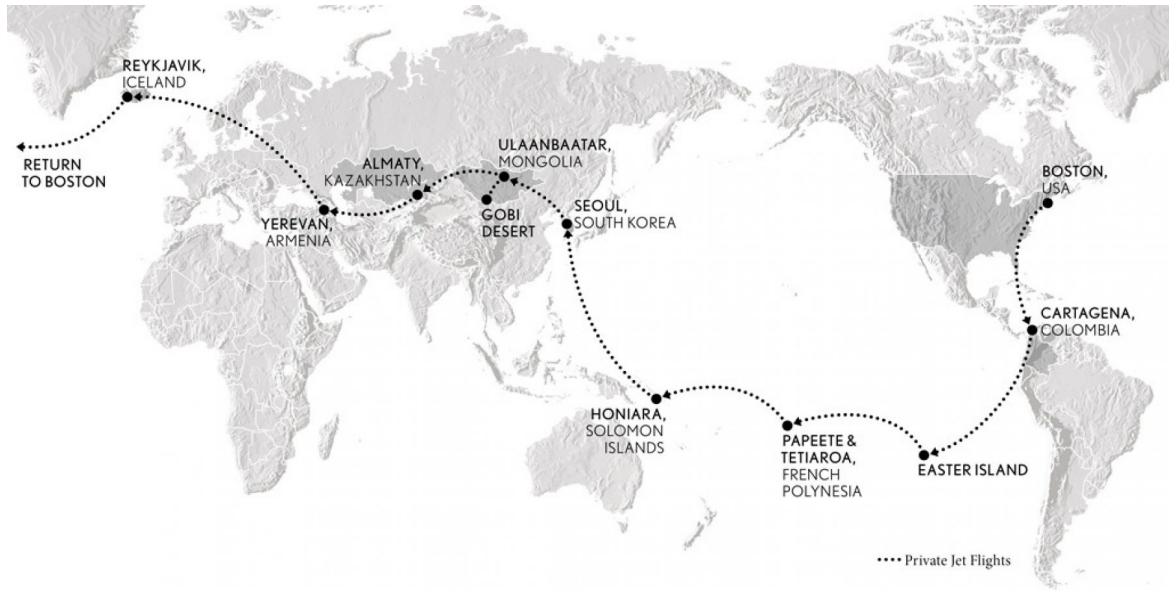 REYKJAVIK,
ICELAND
RETURN
TO BOSTON
YEREVAN,
ARMENIA
ALMATY,
KAZAKHSTAN
ULAANBAATAR,
MONGOLIA
GOBI
DESERT
SEOUL,
SOUTH KOREA
HONIARA,
SOLOMON
ISLANDS
PAPEETE &
TETIAROA,
FRENCH
POLYNESIA
EASTER ISLAND
BOSTON,
USA
CARTAGENA,
COLOMBIA
Private Jet Flights